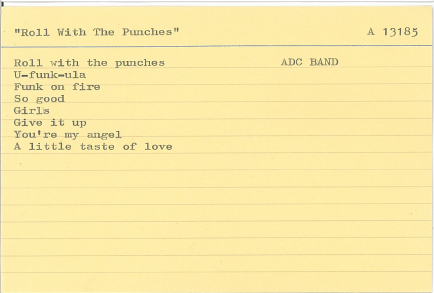 "Roll With The Punches" A 13185
Roll with the punches ADC BAND
U-funk-ula
Funk on fire
So good
Girls
Give it up
You're my angel
A little taste of love